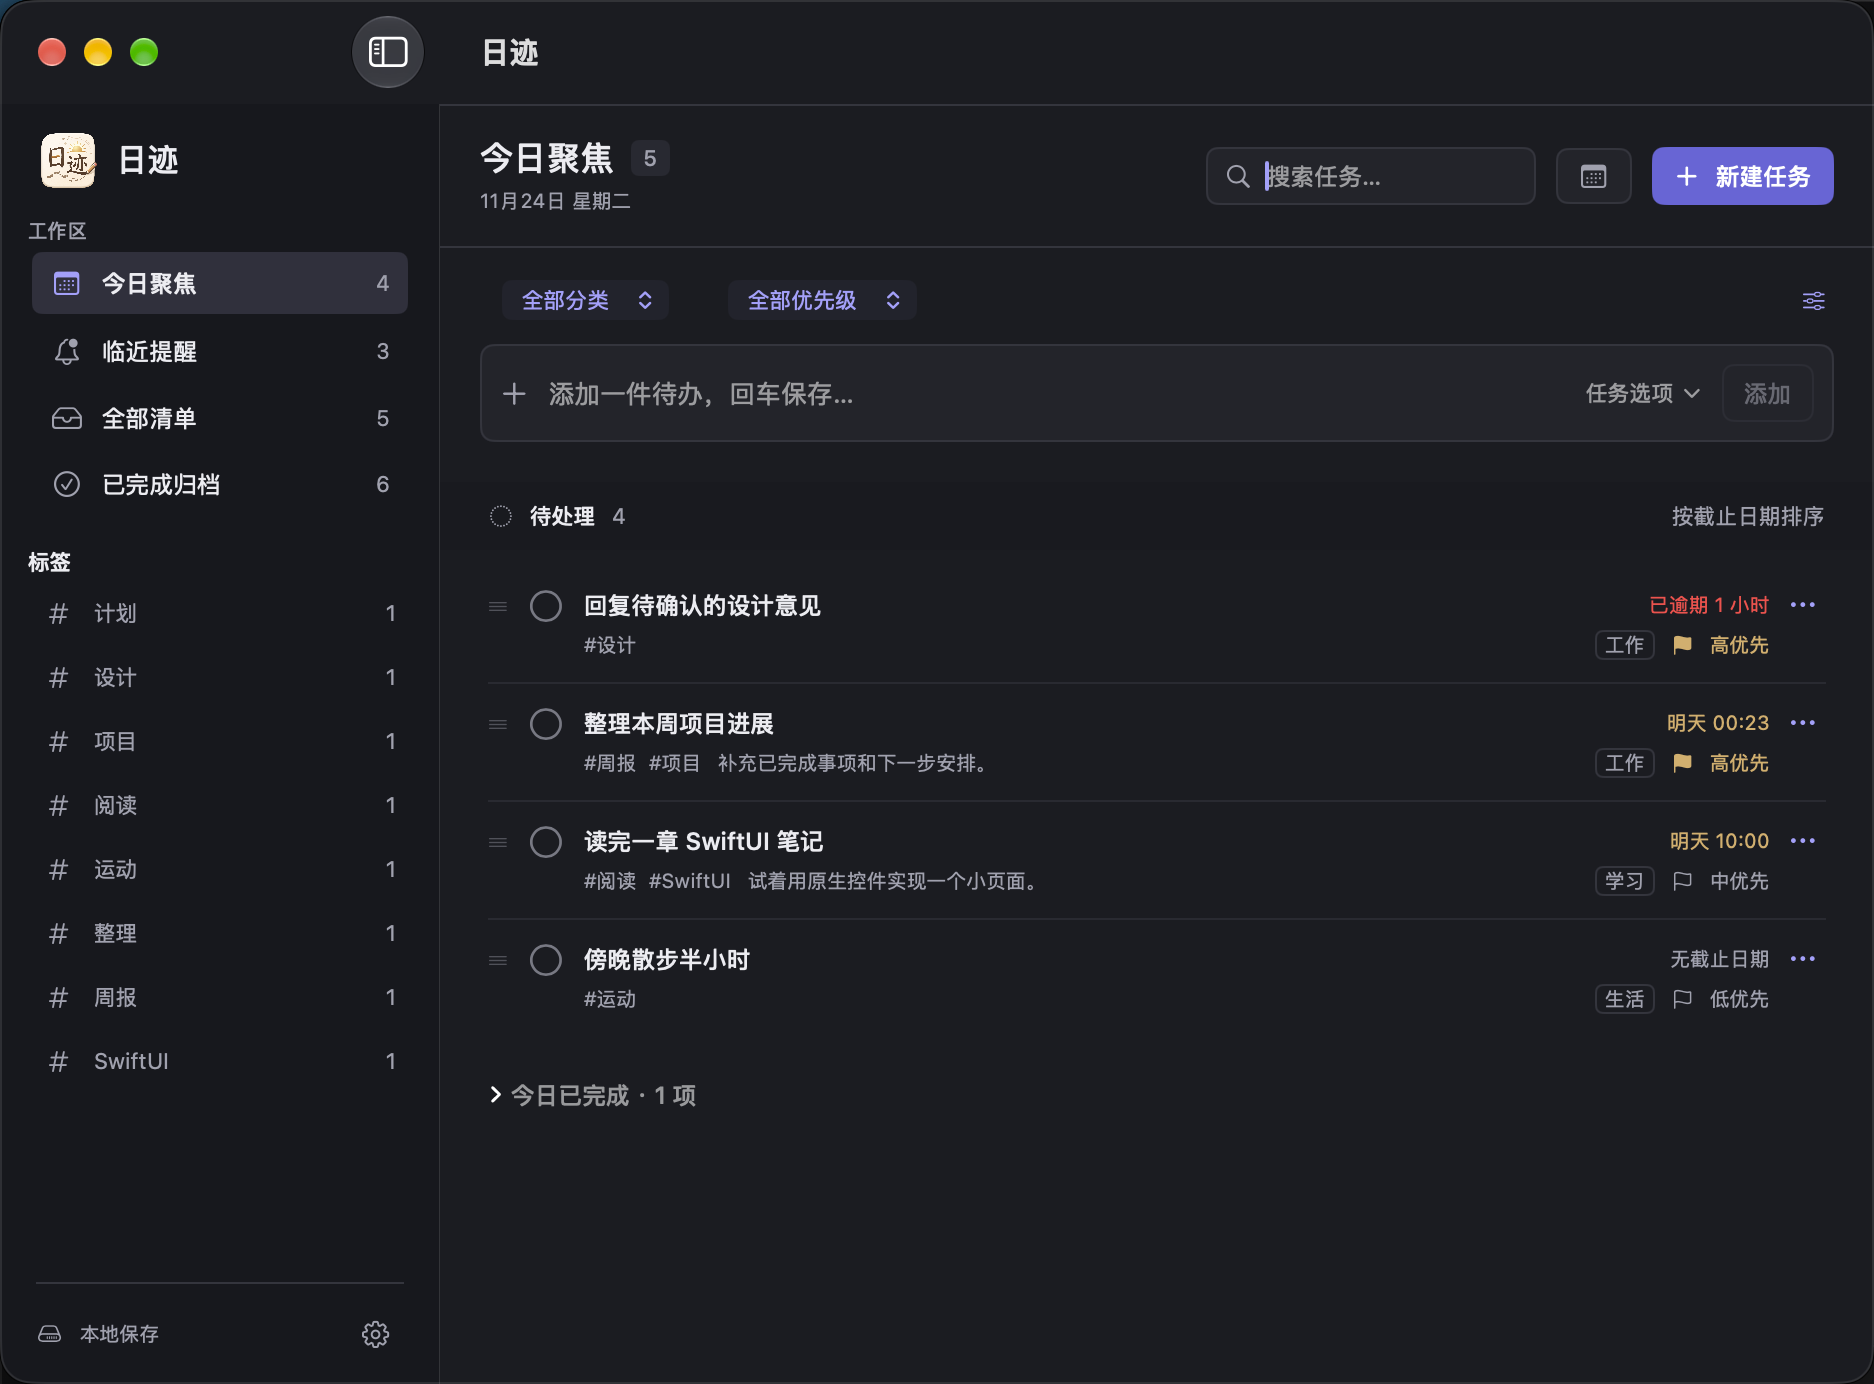 日迹
日迹 日迹
工作区
今日聚焦 4
临近提醒 3
全部清单 5
已完成归档 6
标签
# 计划 1
# 设计 1
# 项目 1
# 阅读 1
# 运动 1
# 整理 1
# 周报 1
# SwiftUI 1
本地保存
今日聚焦 5
11月24日 星期二
搜索任务...
+ 新建任务
全部分类
全部优先级
+ 添加一件待办，回车保存...
任务选项
添加
待处理 4
按截止日期排序
回复待确认的设计意见
已逾期 1 小时
#设计
工作 高优先
整理本周项目进展
明天 00:23
#周报 #项目 补充已完成事项和下一步安排。
工作 高优先
读完一章 SwiftUI 笔记
明天 10:00
#阅读 #SwiftUI 试着用原生控件实现一个小页面。
学习 中优先
傍晚散步半小时
无截止日期
#运动
生活 低优先
今日已完成 · 1 项